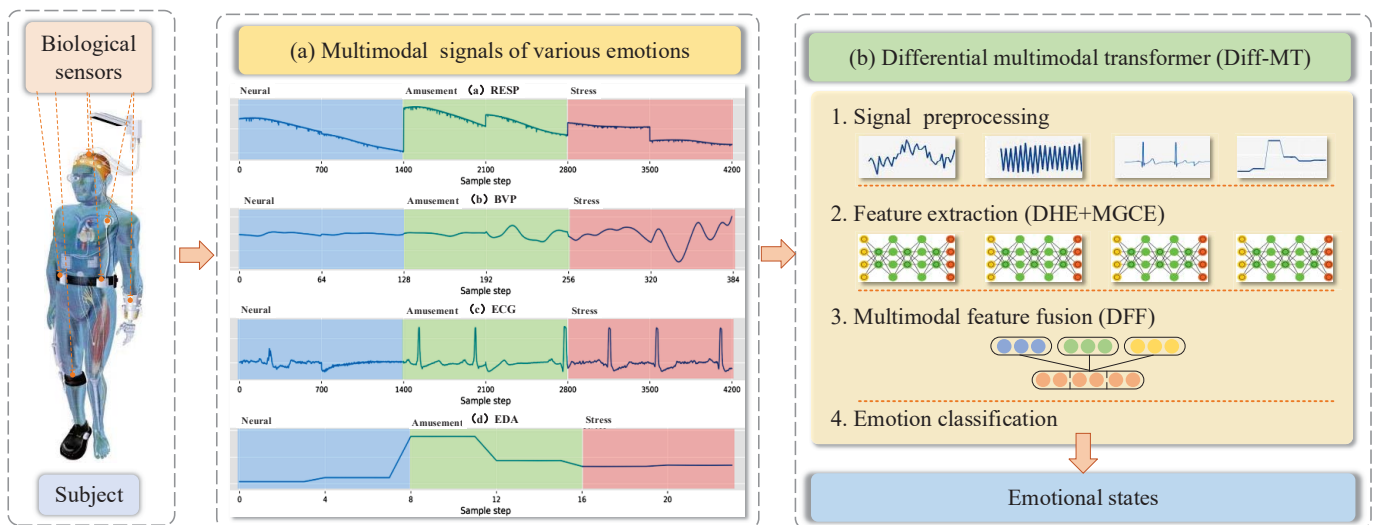 Biological
sensors
Subject
(a) Multimodal signals of various emotions
Neural Amusement (a) RESP Stress
0 700 1400 2100 2800 3500 4200
Sample step
Neural Amusement (b) BVP Stress
0 64 128 192 256 320 384
Sample step
Neural Amusement (c) ECG Stress
0 700 1400 2100 2800 3500 4200
Sample step
Neural Amusement (d) EDA Stress
0 4 8 12 16 20
Sample step
(b) Differential multimodal transformer (Diff-MT)
1. Signal preprocessing
2. Feature extraction (DHE+MGCE)
3. Multimodal feature fusion (DFF)
4. Emotion classification
Emotional states